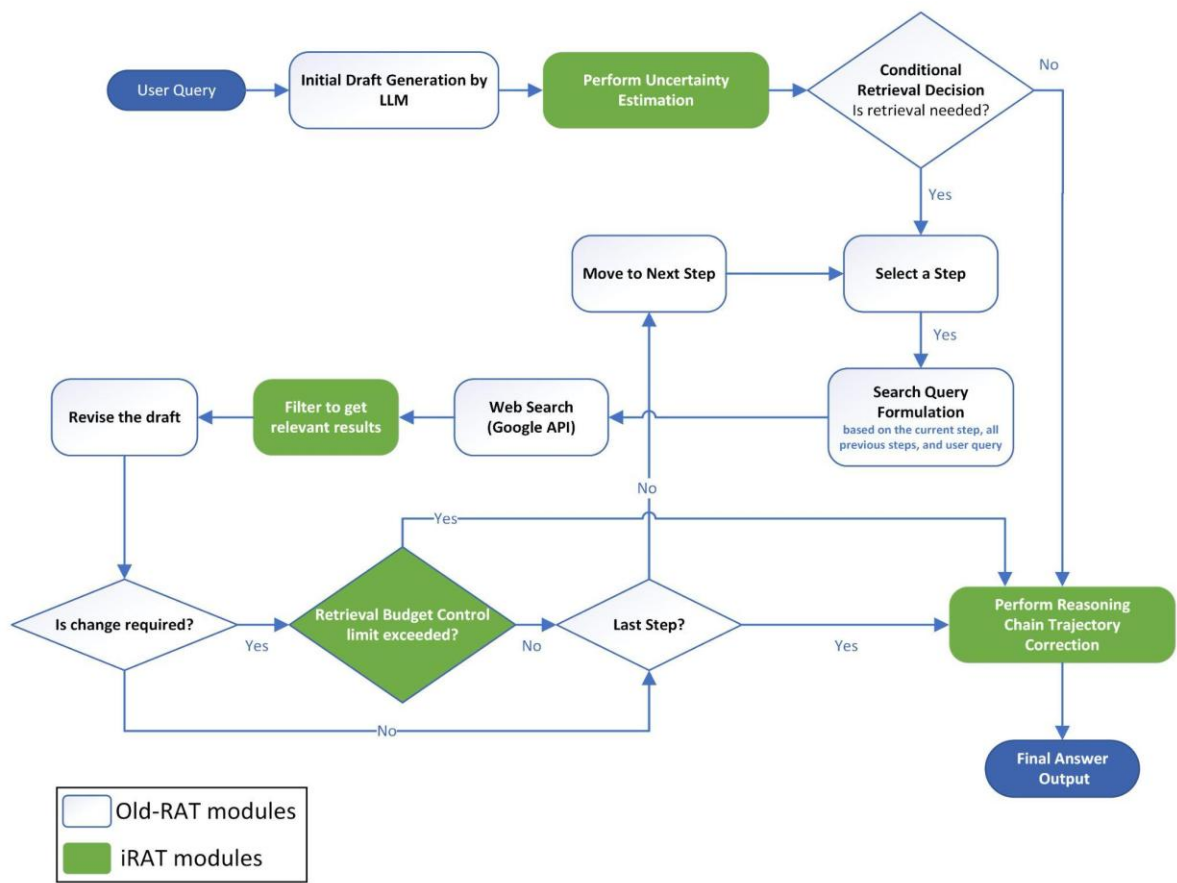 User Query
Initial Draft Generation by
LLM
Perform Uncertainty
Estimation
Conditional
Retrieval Decision
Is retrieval needed?
No
Yes
Move to Next Step
Select a Step
Yes
Revise the draft
Filter to get
relevant results
Web Search
(Google API)
Search Query
Formulation
based on the current step, all
previous steps, and user query
No
Yes
Is change required?
Yes
Retrieval Budget Control
limit exceeded?
No
Last Step?
Yes
Perform Reasoning
Chain Trajectory
Correction
No
Final Answer
Output
Old-RAT modules
iRAT modules